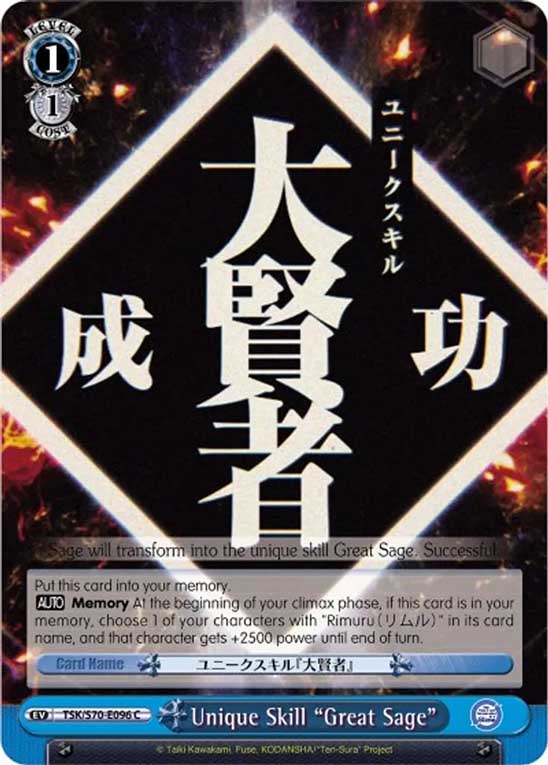 LEVEL
1
1
COST
ユニークスキル
大賢者
成功
Sage will transform into the unique skill Great Sage. Successful.
Put this card into your memory.
AUTO Memory At the beginning of your climax phase, if this card is in your
memory, choose 1 of your characters with "Rimuru(リムル)" in its card
name, and that character gets +2500 power until end of turn.
Card Name ユニークスキル『大賢者』
EV TSK/S70-E096 C Unique Skill "Great Sage"
© Taiki Kawakami, Fuse, KODANSHA/"Ten-Sura" Project